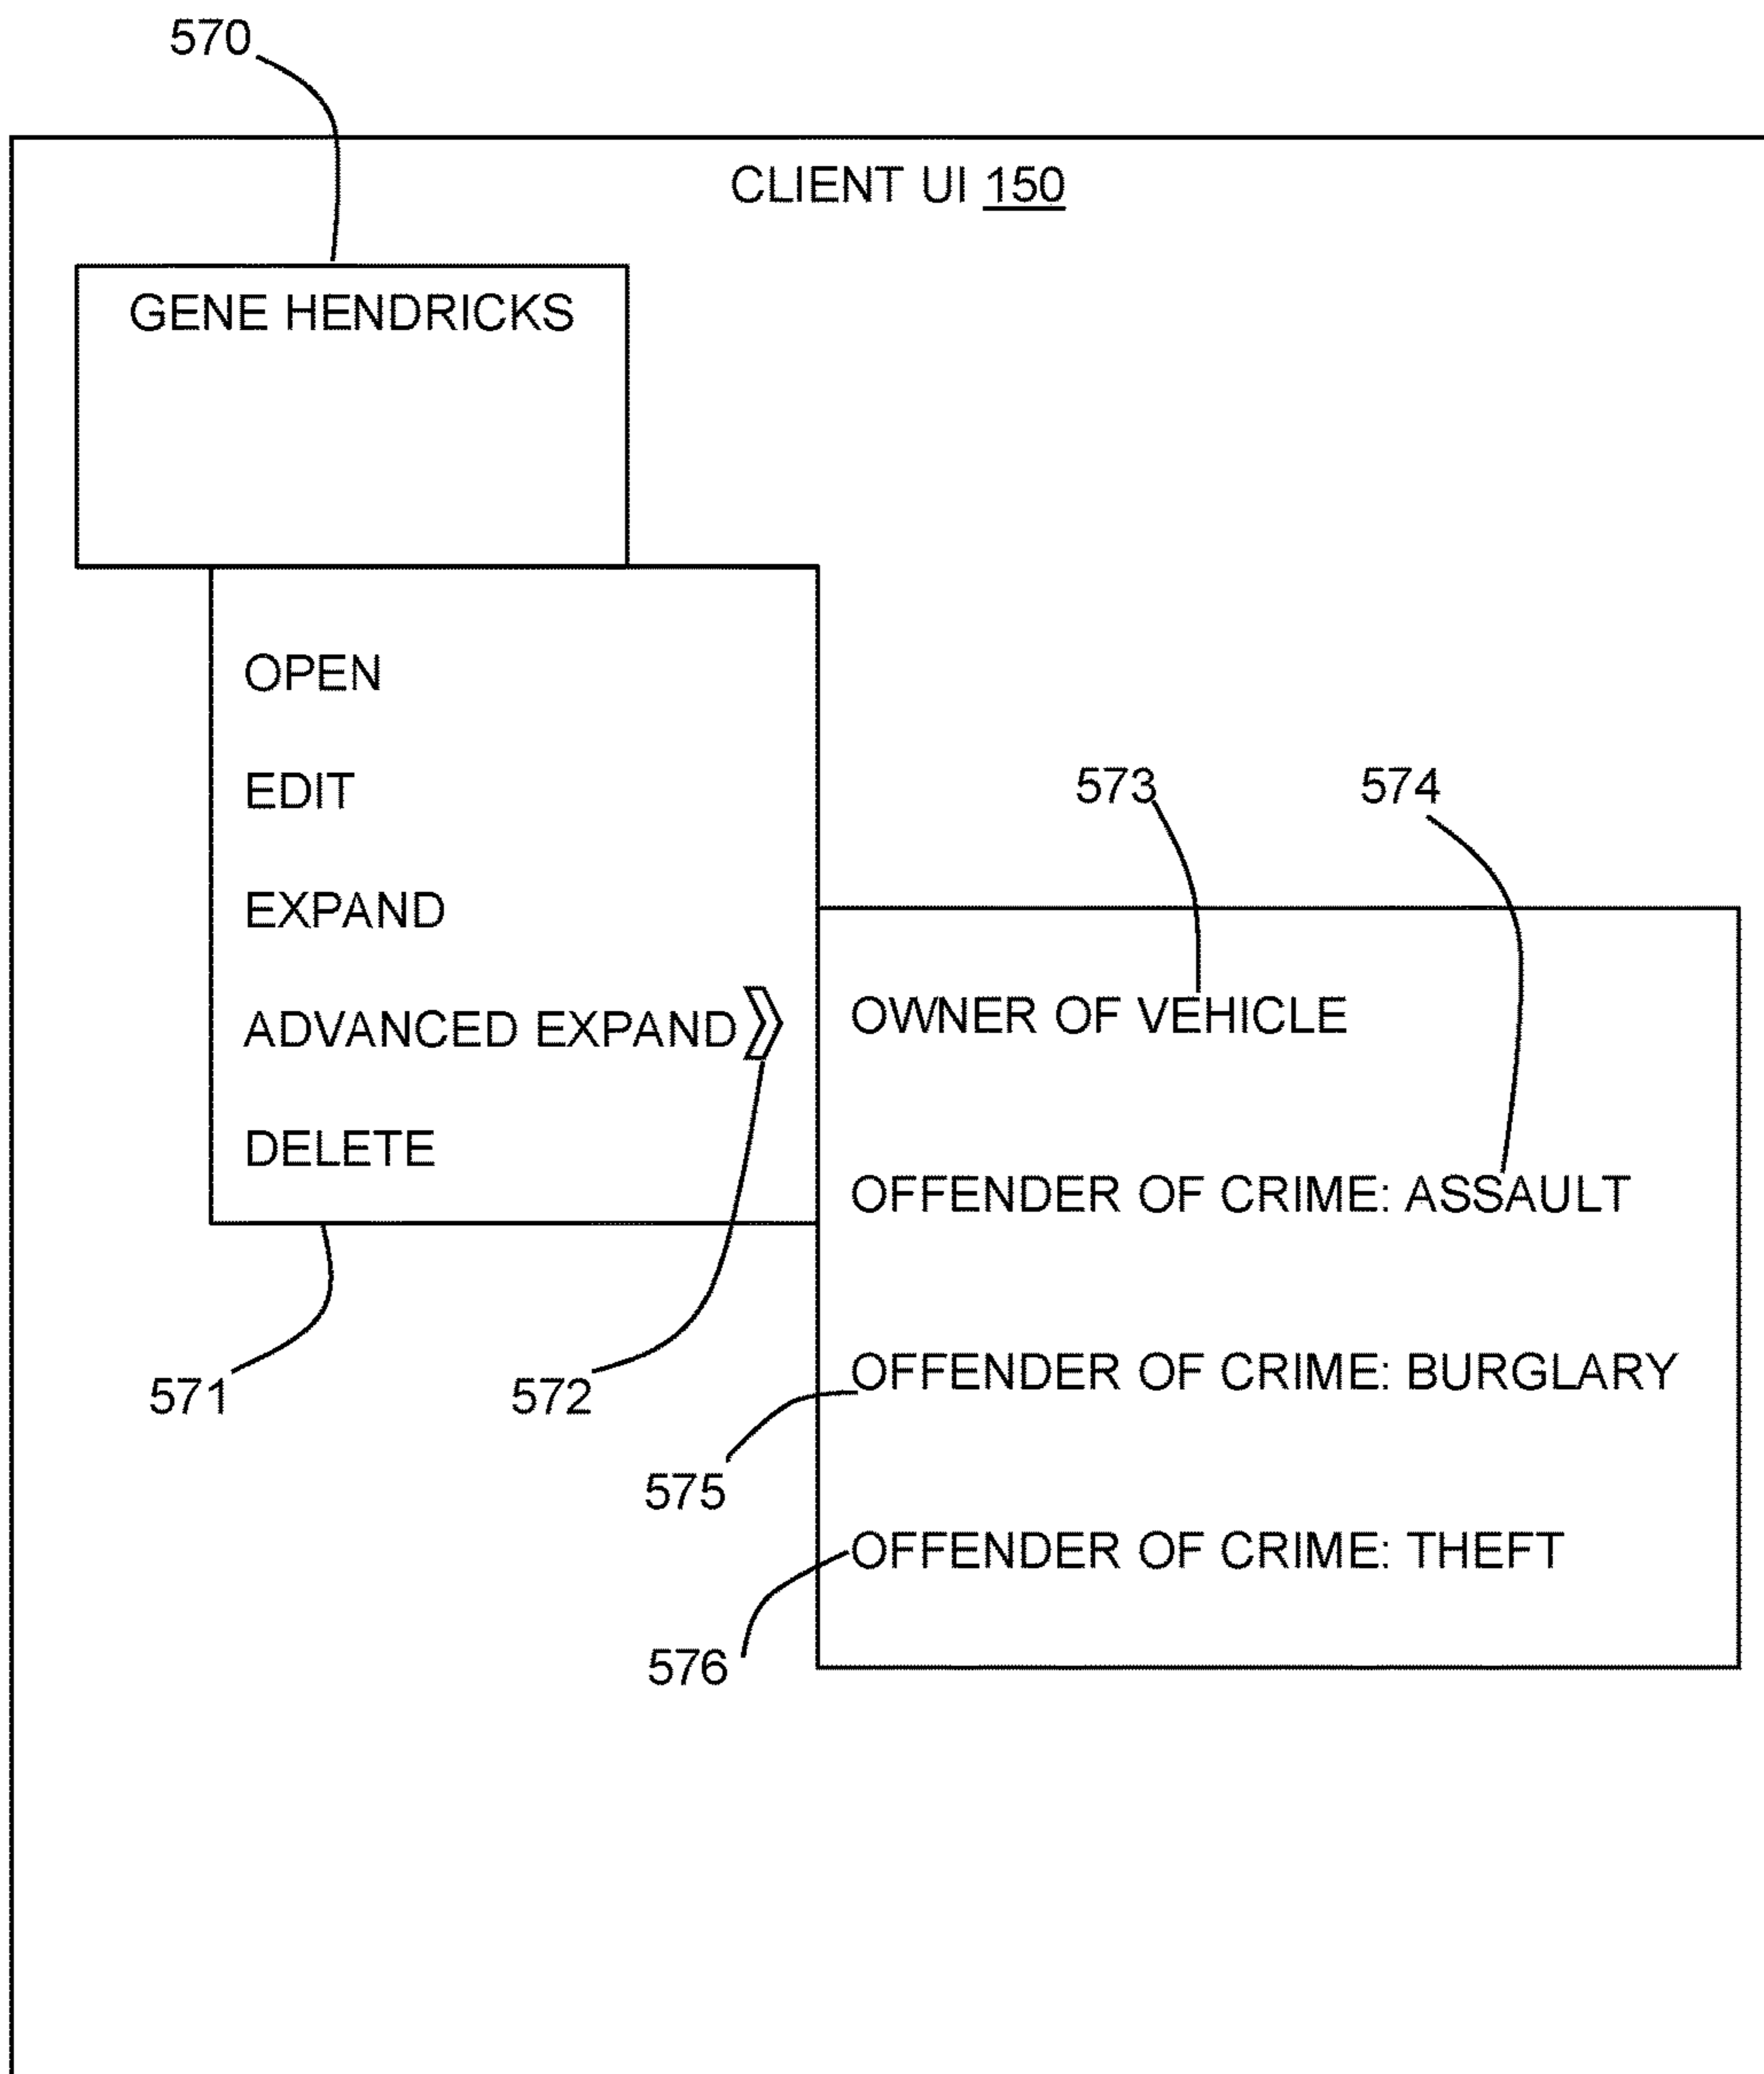 570
CLIENT UI 150
GENE HENDRICKS
OPEN
EDIT
573
574
EXPAND
OWNER OF VEHICLE
ADVANCED EXPAND
DELETE
OFFENDER OF CRIME: ASSAULT
571
572
OFFENDER OF CRIME: BURGLARY
575
OFFENDER OF CRIME: THEFT
576